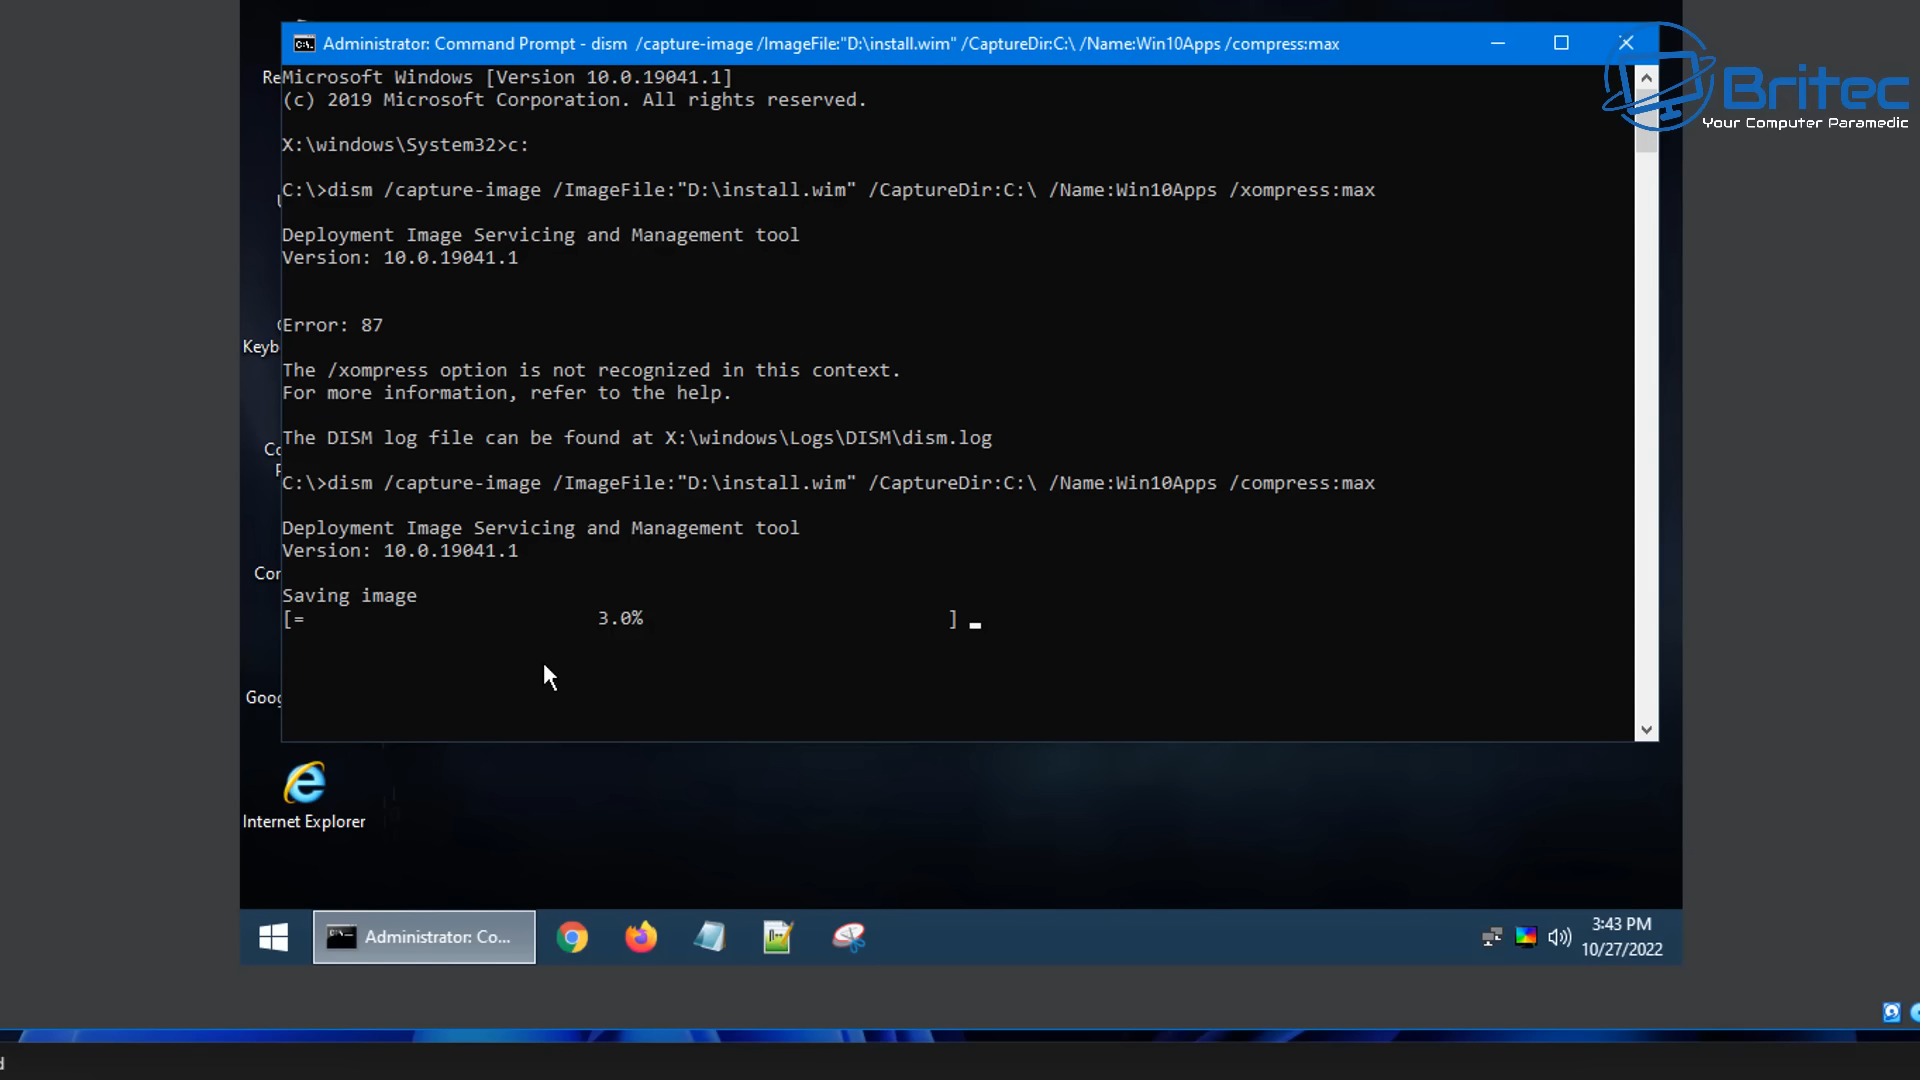 Administrator: Command Prompt - dism  /capture-image /ImageFile:"D:\install.wim" /CaptureDir:C:\ /Name:Win10Apps /compress:max
Britec
Your Computer Paramedic
Re
Microsoft Windows [Version 10.0.19041.1]
(c) 2019 Microsoft Corporation. All rights reserved.
X:\windows\System32>c:
C:\>dism /capture-image /ImageFile:"D:\install.wim" /CaptureDir:C:\ /Name:Win10Apps /xompress:max
Deployment Image Servicing and Management tool
Version: 10.0.19041.1
Error: 87
Keyb
The /xompress option is not recognized in this context.
For more information, refer to the help.
The DISM log file can be found at X:\windows\Logs\DISM\dism.log
C:\>dism /capture-image /ImageFile:"D:\install.wim" /CaptureDir:C:\ /Name:Win10Apps /compress:max
Deployment Image Servicing and Management tool
Version: 10.0.19041.1
Cor
Saving image
[=                          3.0%                           ]
Goog
Internet Explorer
Administrator: Co...
3:43 PM
10/27/2022